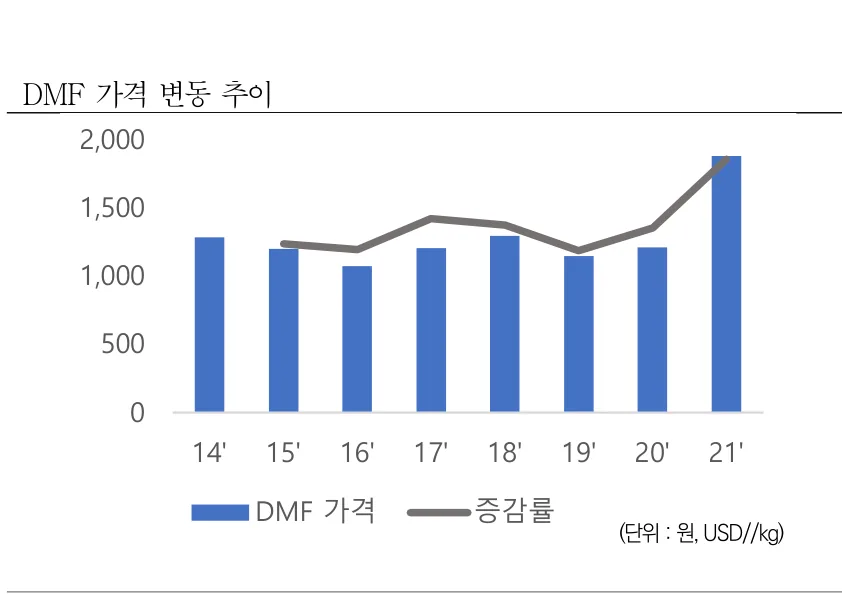 DMF 가격 변동 추이
2,000
1,500
1,000
500
0
14' 15' 16' 17' 18' 19' 20' 21'
DMF 가격 증감률
(단위 : 원, USD//kg)